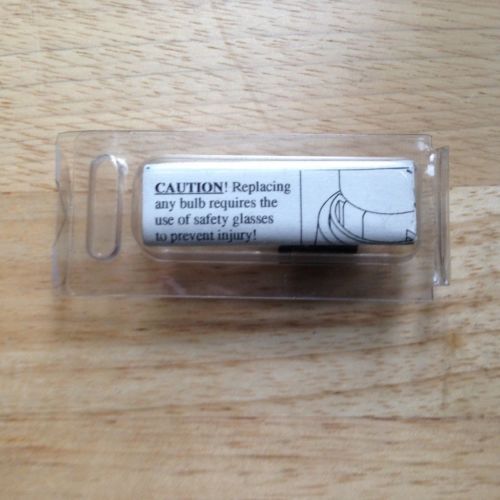 CAUTION! Replacing
any bulb requires the
use of safety glasses
to prevent injury!